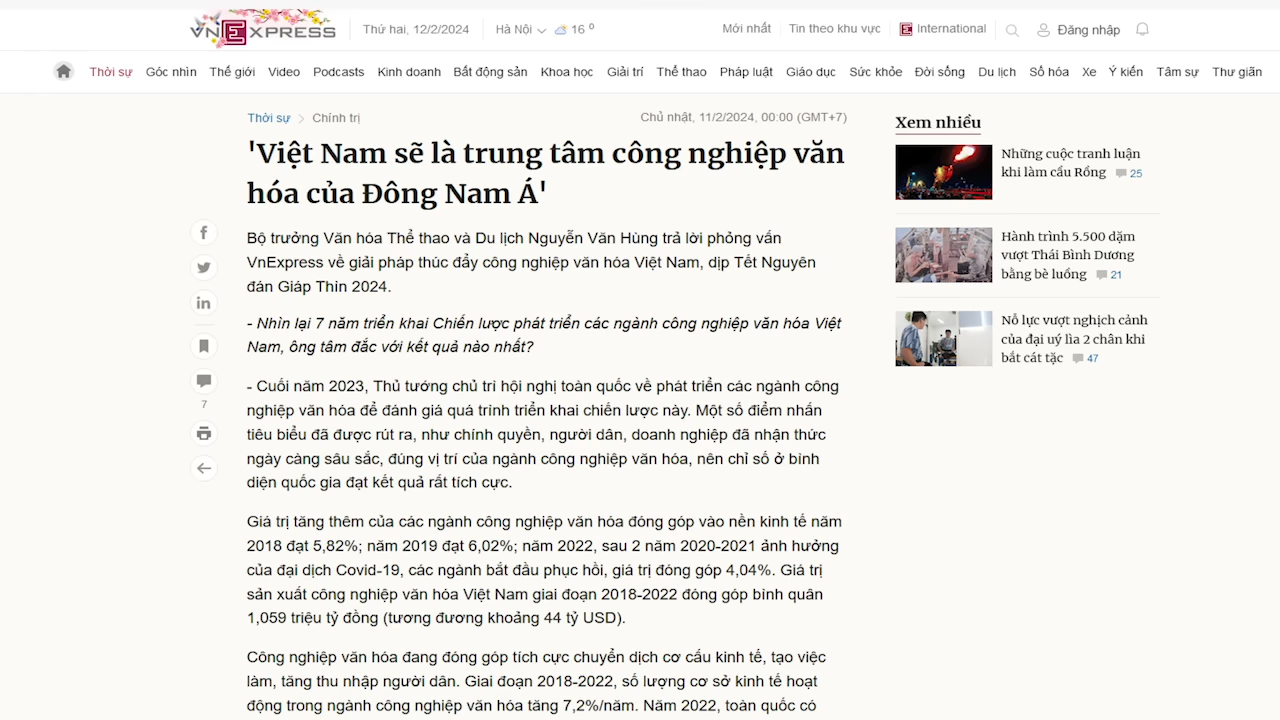 VNEXPRESS
Thứ hai, 12/2/2024
Hà Nội
16 º
Mới nhất
Tin theo khu vực
E International
Đăng nhập
Thời sự Góc nhìn Thế giới Video Podcasts Kinh doanh Bất động sản Khoa học Giải trí Thể thao Pháp luật Giáo dục Sức khỏe Đời sống Du lịch Số hóa Xe Ý kiến Tâm sự Thư giãn
Thời sự > Chính trị
Chủ nhật, 11/2/2024, 00:00 (GMT+7)
'Việt Nam sẽ là trung tâm công nghiệp văn
hóa của Đông Nam Á'
Bộ trưởng Văn hóa Thể thao và Du lịch Nguyễn Văn Hùng trả lời phỏng vấn
VnExpress về giải pháp thúc đẩy công nghiệp văn hóa Việt Nam, dịp Tết Nguyên
đán Giáp Thìn 2024.
- Nhìn lại 7 năm triển khai Chiến lược phát triển các ngành công nghiệp văn hóa Việt
Nam, ông tâm đắc với kết quả nào nhất?
- Cuối năm 2023, Thủ tướng chủ trì hội nghị toàn quốc về phát triển các ngành công
nghiệp văn hóa để đánh giá quá trình triển khai chiến lược này. Một số điểm nhấn
tiêu biểu đã được rút ra, như chính quyền, người dân, doanh nghiệp đã nhận thức
ngày càng sâu sắc, đúng vị trí của ngành công nghiệp văn hóa, nên chỉ số ở bình
diện quốc gia đạt kết quả rất tích cực.
Giá trị tăng thêm của các ngành công nghiệp văn hóa đóng góp vào nền kinh tế năm
2018 đạt 5,82%; năm 2019 đạt 6,02%; năm 2022, sau 2 năm 2020-2021 ảnh hưởng
của đại dịch Covid-19, các ngành bắt đầu phục hồi, giá trị đóng góp 4,04%. Giá trị
sản xuất công nghiệp văn hóa Việt Nam giai đoạn 2018-2022 đóng góp bình quân
1,059 triệu tỷ đồng (tương đương khoảng 44 tỷ USD).
Công nghiệp văn hóa đang đóng góp tích cực chuyển dịch cơ cấu kinh tế, tạo việc
làm, tăng thu nhập người dân. Giai đoạn 2018-2022, số lượng cơ sở kinh tế hoạt
động trong ngành công nghiệp văn hóa tăng 7,2%/năm. Năm 2022, toàn quốc có
7
Xem nhiều
Những cuộc tranh luận
khi làm cầu Rồng 25
Hành trình 5.500 dặm
vượt Thái Bình Dương
bằng bè luồng 21
Nỗ lực vượt nghịch cảnh
của đại uý lìa 2 chân khi
bắt cát tặc 47